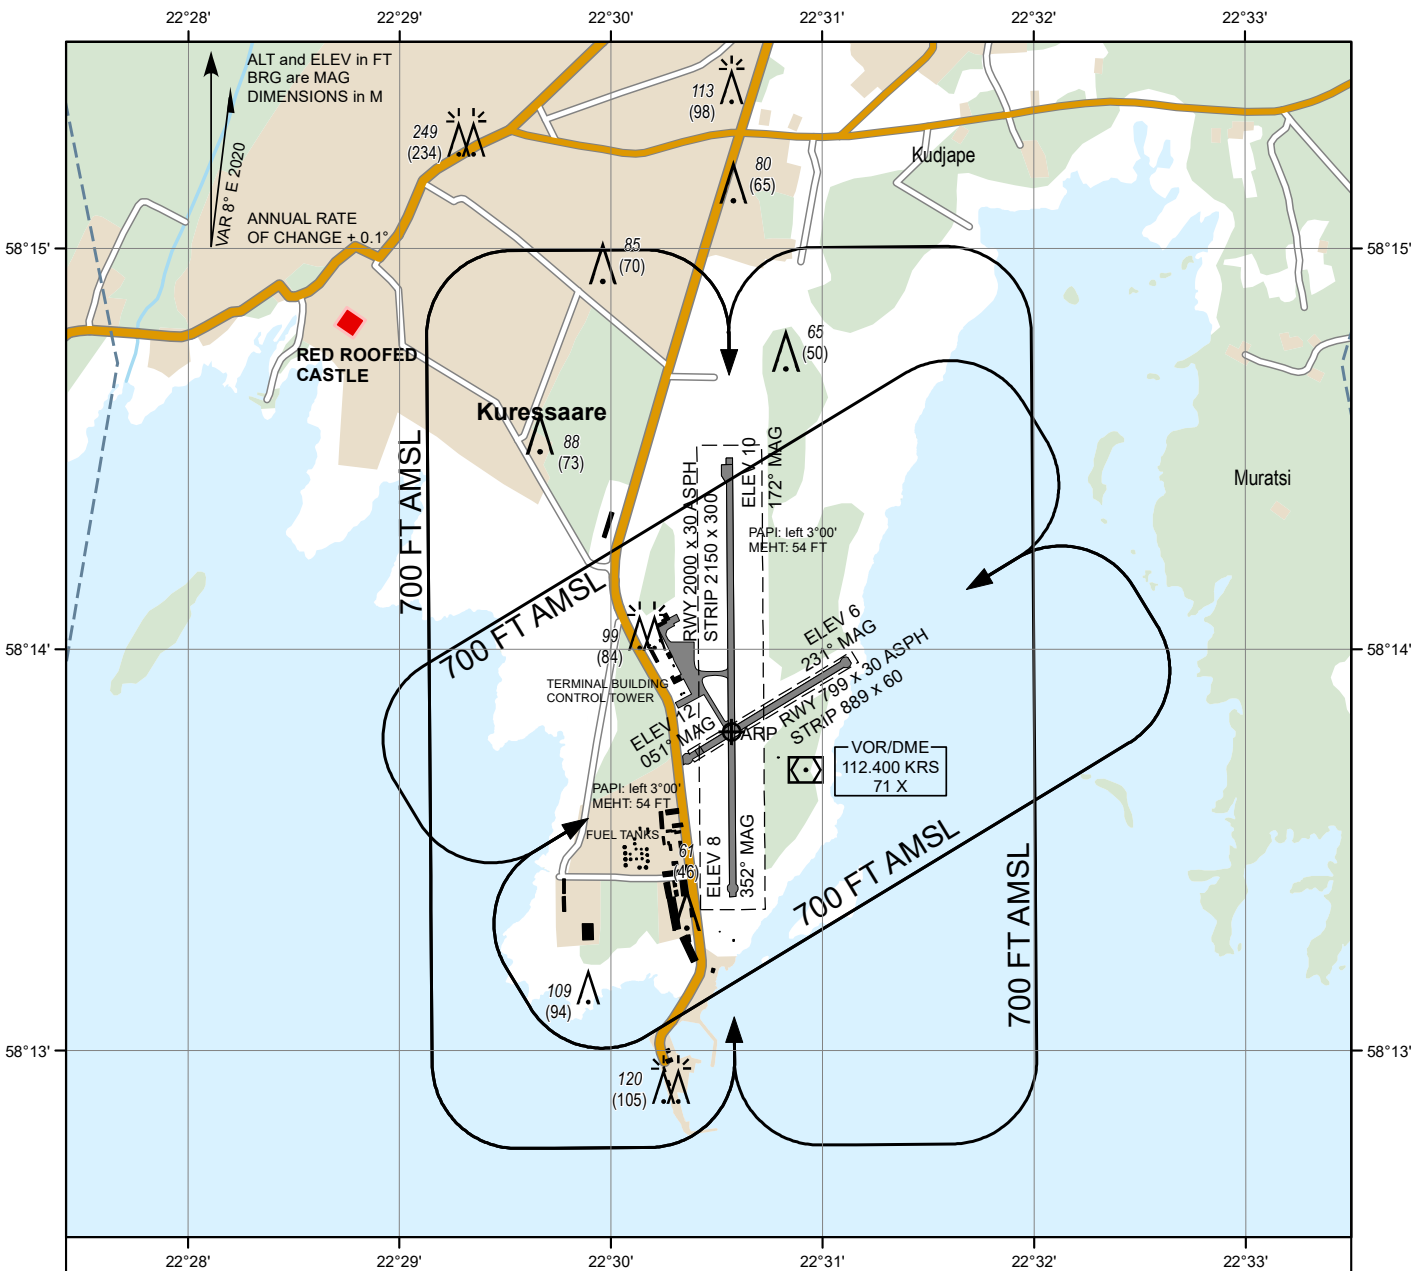 22°28'
22°29'
22°30'
22°31'
22°32'
22°33'
ALT and ELEV in FT
BRG are MAG
DIMENSIONS in M
VAR 8° E 2020
ANNUAL RATE
OF CHANGE + 0.1°
249
(234)
113
(98)
80
(65)
Kudjape
58°15'
58°15'
85
(70)
65
(50)
RED ROOFED
CASTLE
Kuressaare
88
(73)
Muratsi
700 FT AMSL
RWY 2000 x 30 ASPH
STRIP 2150 x 300
ELEV 10
172° MAG
PAPI: left 3°00'
MEHT: 54 FT
700 FT AMSL
99
(84)
58°14'
58°14'
TERMINAL BUILDING
CONTROL TOWER
ELEV 6
231° MAG
RWY 799 x 30 ASPH
STRIP 889 x 60
ELEV 12
051° MAG
ARP
VOR/DME
112.400 KRS
71 X
PAPI: left 3°00'
MEHT: 54 FT
FUEL TANKS
61
(46)
ELEV 8
352° MAG
700 FT AMSL
700 FT AMSL
109
(94)
58°13'
58°13'
120
(105)
22°28'
22°29'
22°30'
22°31'
22°32'
22°33'